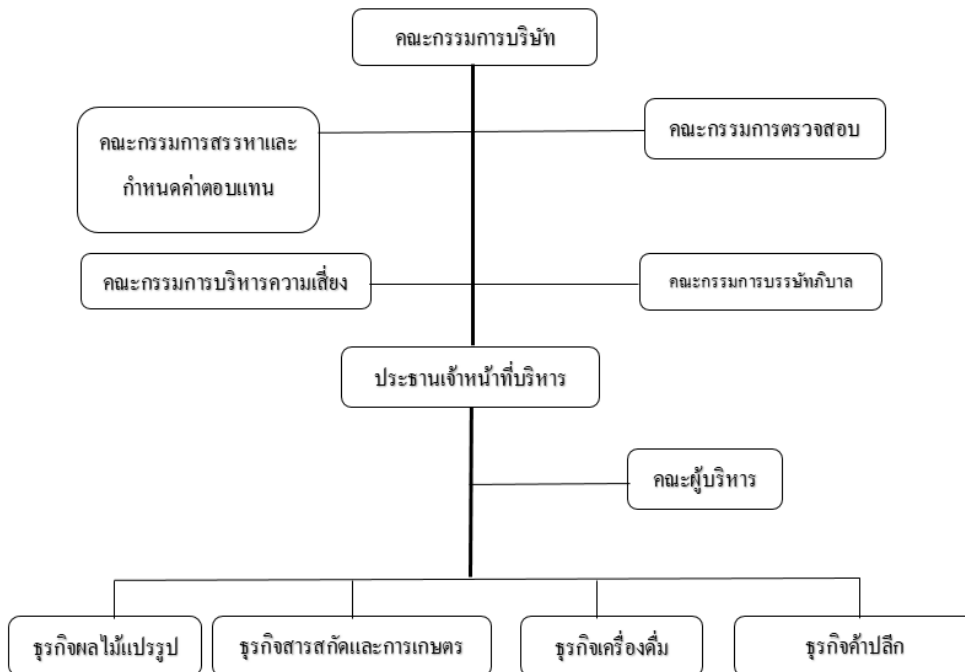 คณะกรรมการบริษัท
คณะกรรมการสรรหาและ
กำหนดค่าตอบแทน
คณะกรรมการตรวจสอบ
คณะกรรมการบริหารความเสี่ยง
คณะกรรมการบรรษัทภิบาล
ประธานเจ้าหน้าที่บริหาร
คณะผู้บริหาร
ธุรกิจผลไม้แปรรูป
ธุรกิจสารสกัดและการเกษตร
ธุรกิจเครื่องดื่ม
ธุรกิจค้าปลีก